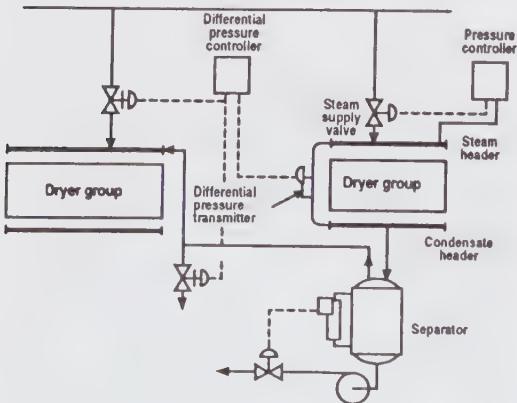 Differential
pressure
controller
Pressure
controller
Steam
supply
valve
Steam
header
Dryer group
Dryer group
Differential
pressure
transmitter
Condensate
header
Separator